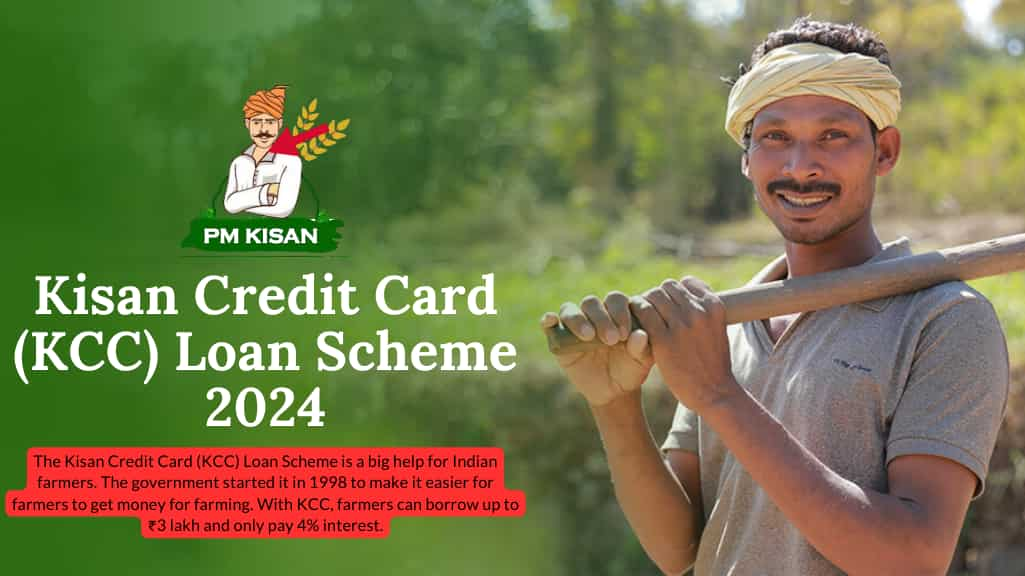 PM KISAN
Kisan Credit Card
(KCC) Loan Scheme
2024
The Kisan Credit Card (KCC) Loan Scheme is a big help for Indian
farmers. The government started it in 1998 to make it easier for
farmers to get money for farming. With KCC, farmers can borrow up to
₹3 lakh and only pay 4% interest.